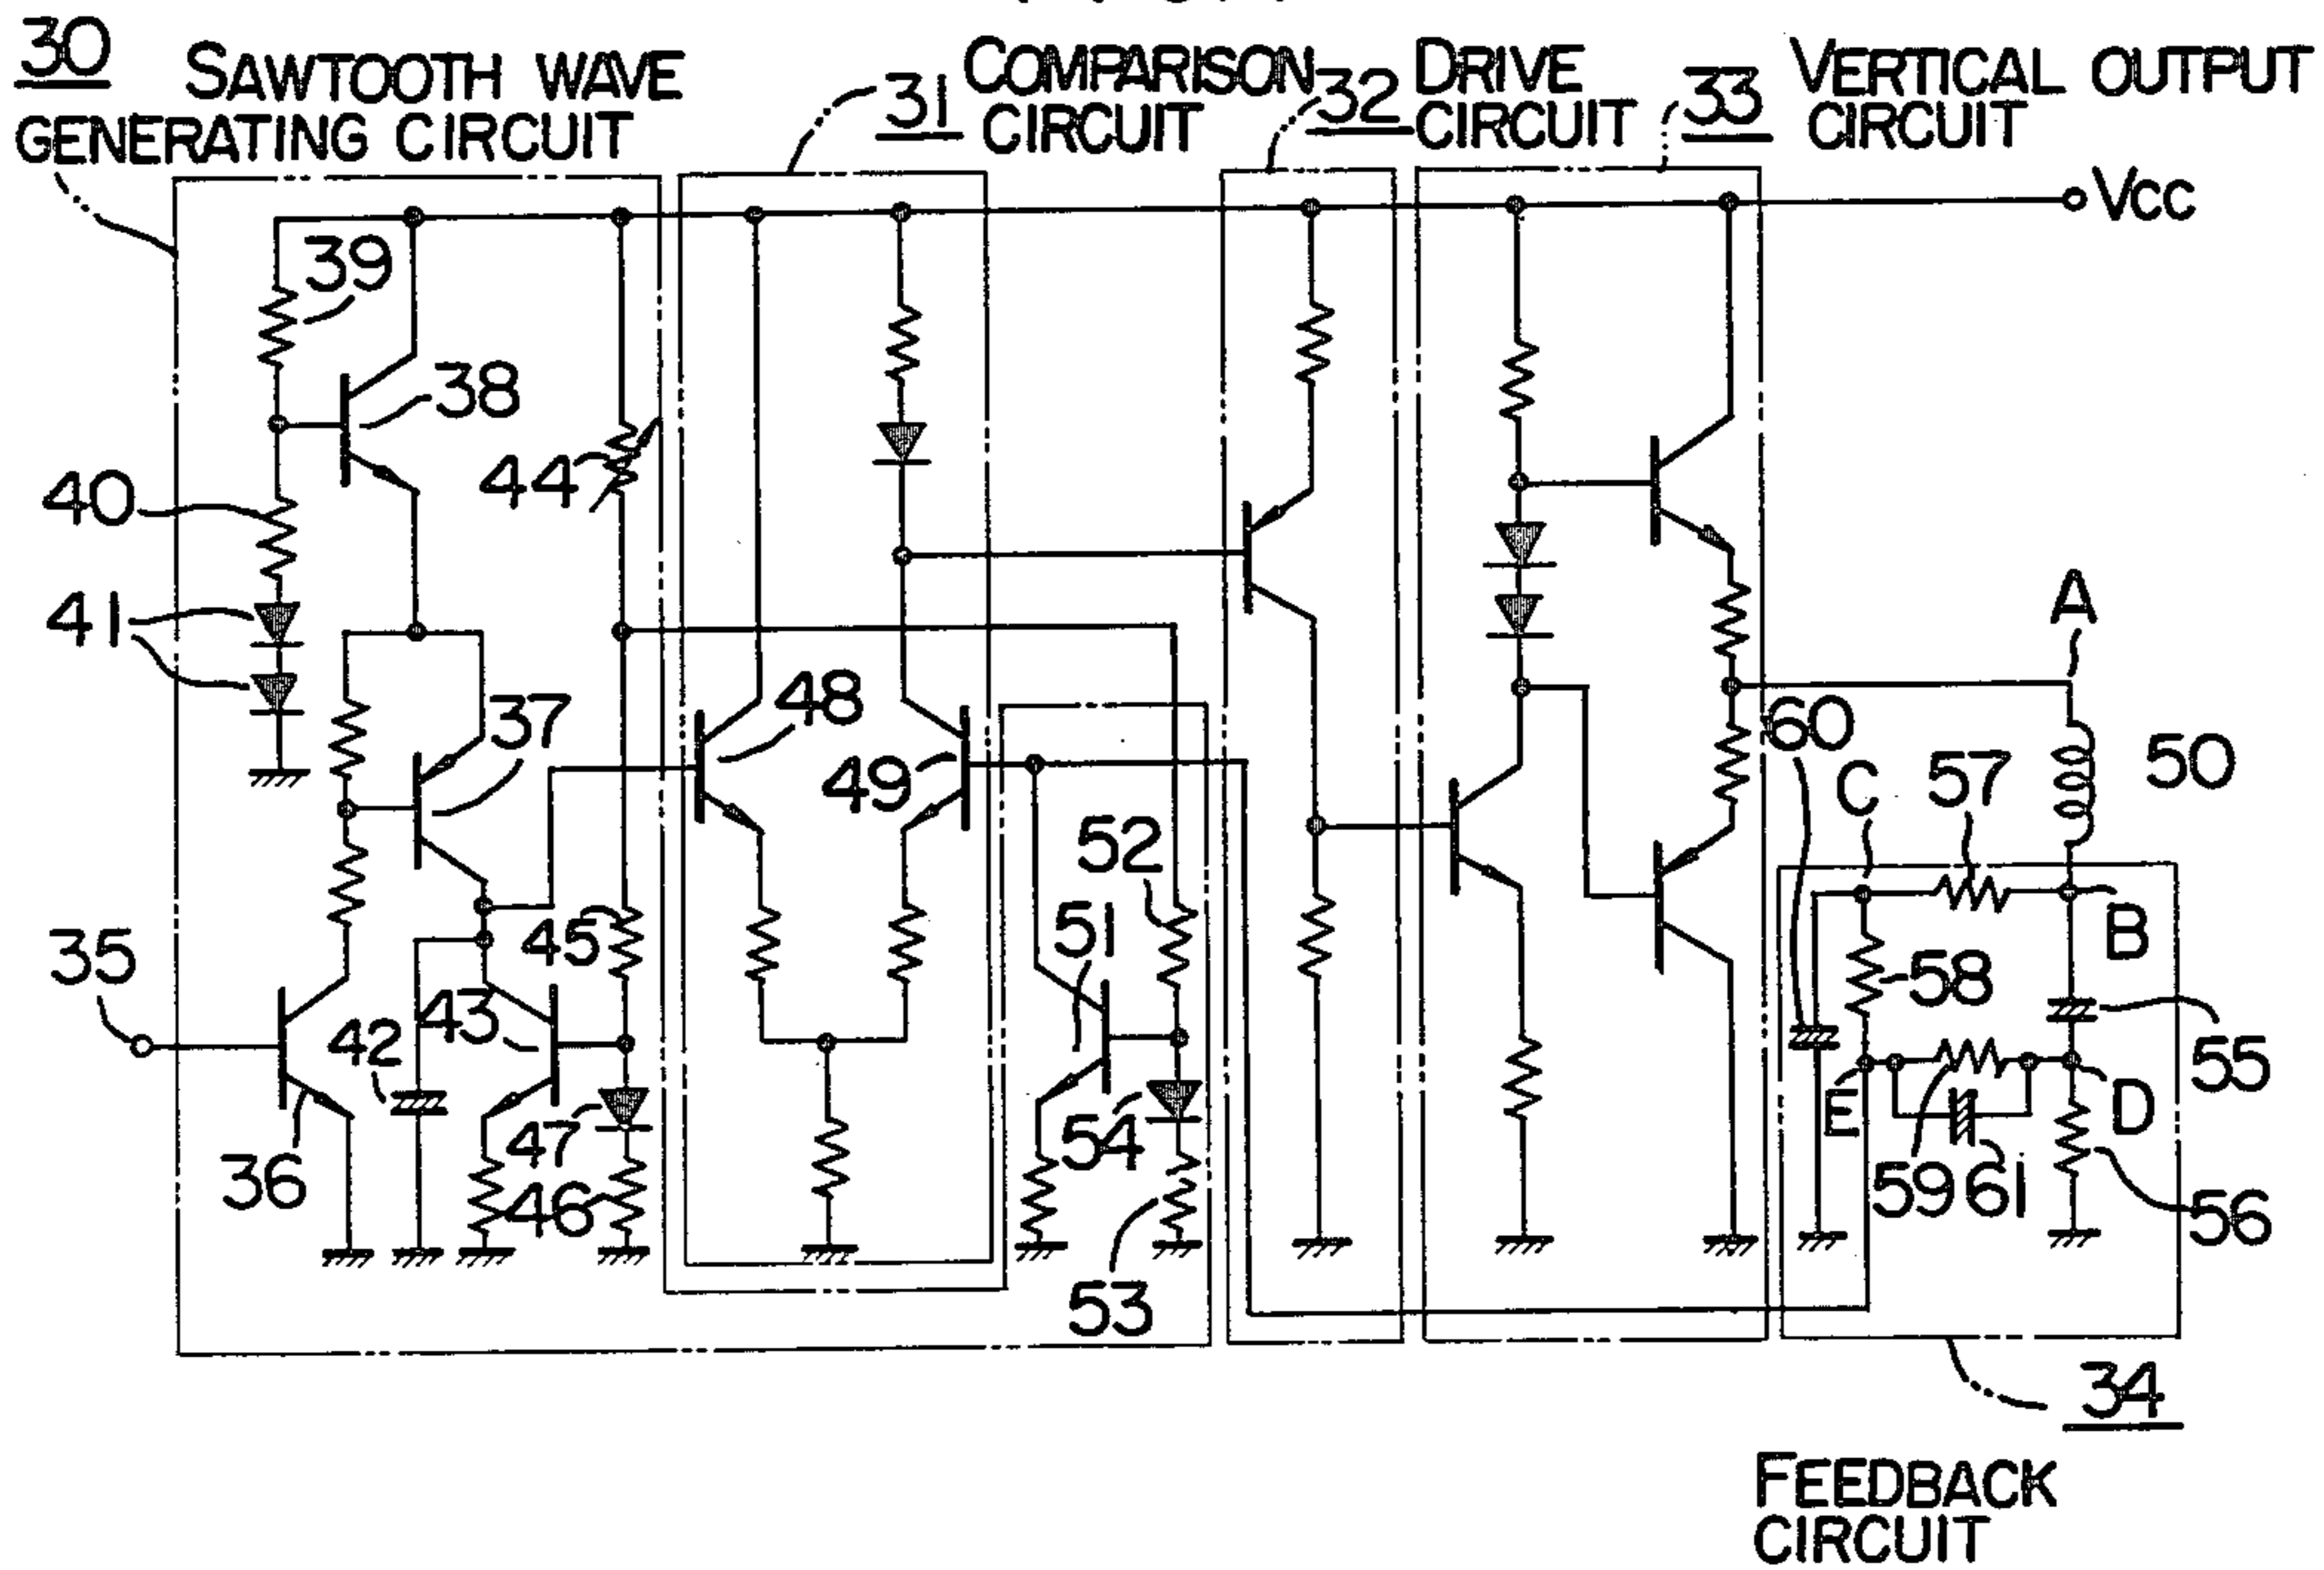 30 SAWTOOTH WAVE
GENERATING CIRCUIT
31 COMPARISON
CIRCUIT
32 DRIVE
CIRCUIT
33 VERTICAL OUTPUT
CIRCUIT
Vcc
39
38
40
44
41
A
37
48
60
C
57
50
49
52
35
45
51
B
58
42
43
55
E
D
47
54
36
46
59
61
56
53
34
FEEDBACK
CIRCUIT